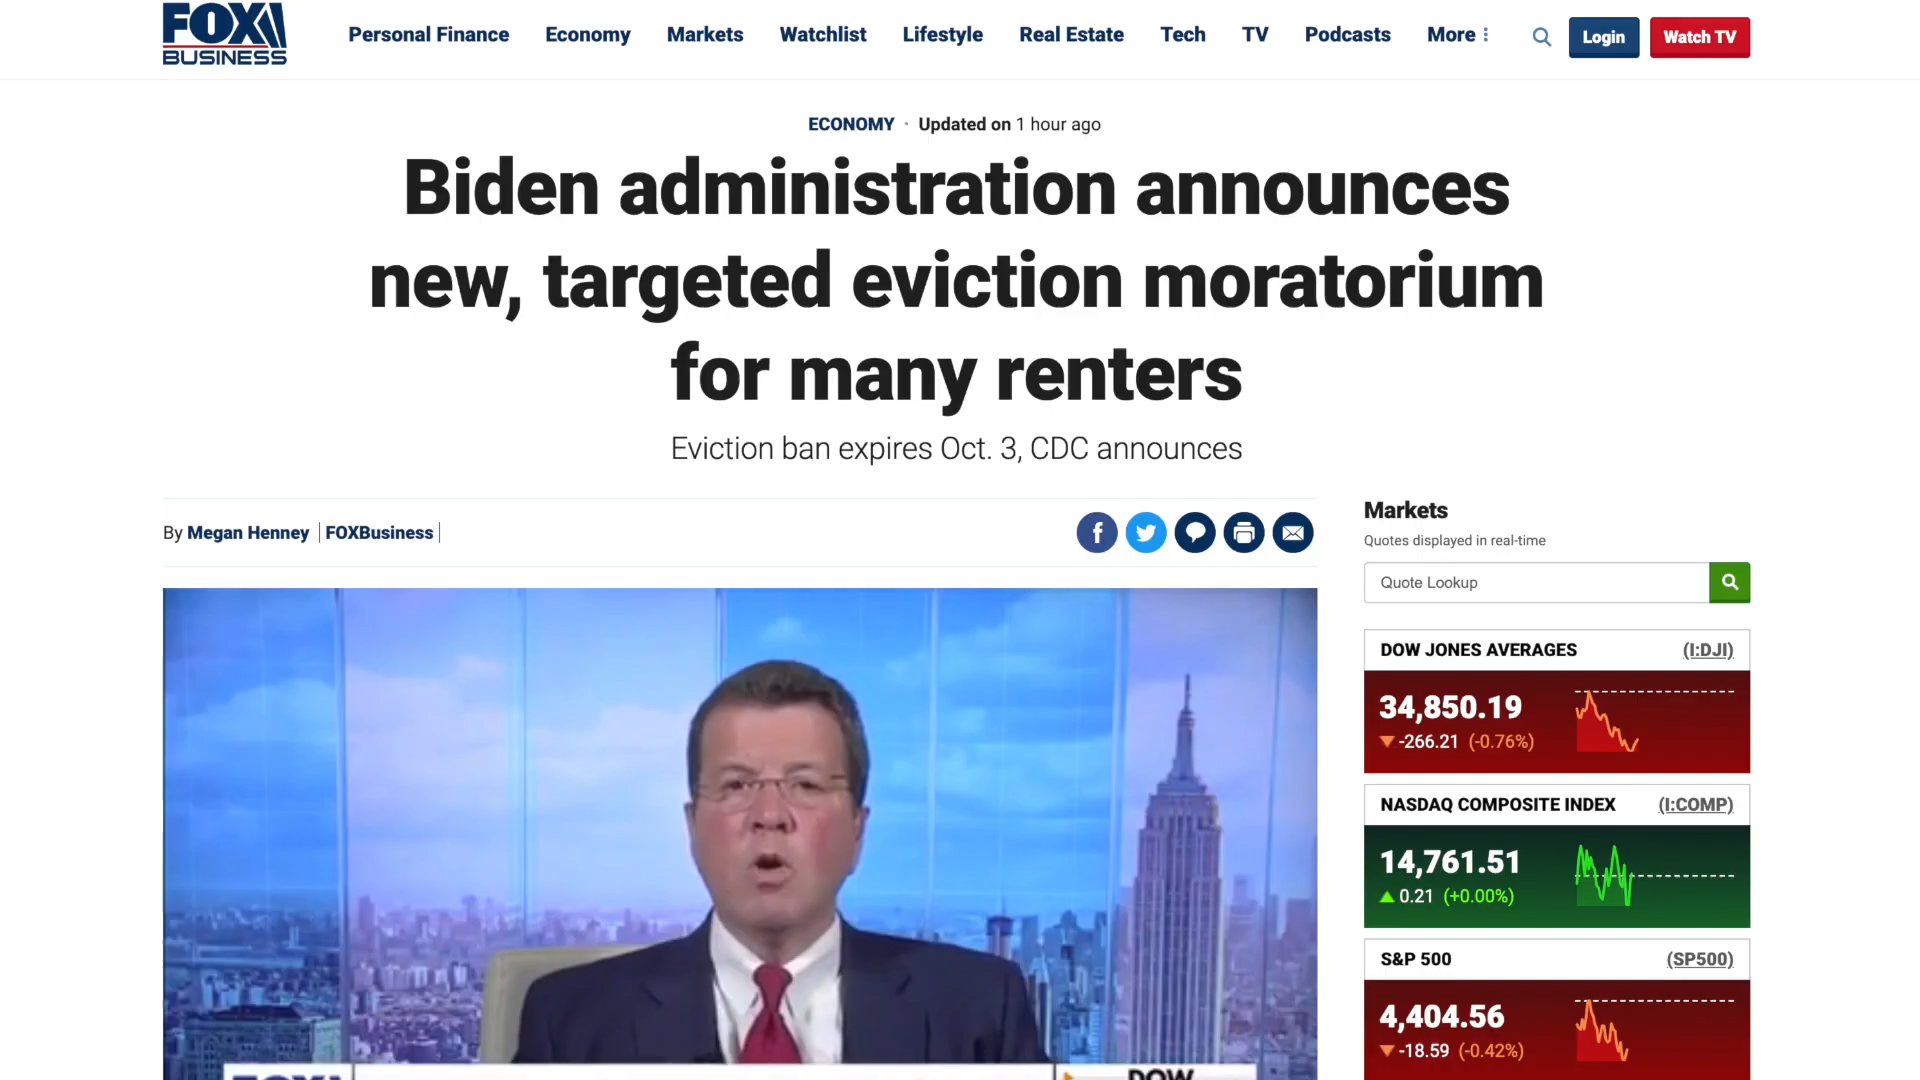 FOX BUSINESS
Personal Finance Economy Markets Watchlist Lifestyle Real Estate Tech TV Podcasts More Login Watch TV
ECONOMY · Updated on 1 hour ago
Biden administration announces
new, targeted eviction moratorium
for many renters
Eviction ban expires Oct. 3, CDC announces
By Megan Henney FOXBusiness
Markets
Quotes displayed in real-time
Quote Lookup
DOW JONES AVERAGES (I:DJI)
34,850.19
-266.21 (-0.76%)
NASDAQ COMPOSITE INDEX (I:COMP)
14,761.51
0.21 (+0.00%)
S&P 500 (SP500)
4,404.56
-18.59 (-0.42%)
FOX
DOW